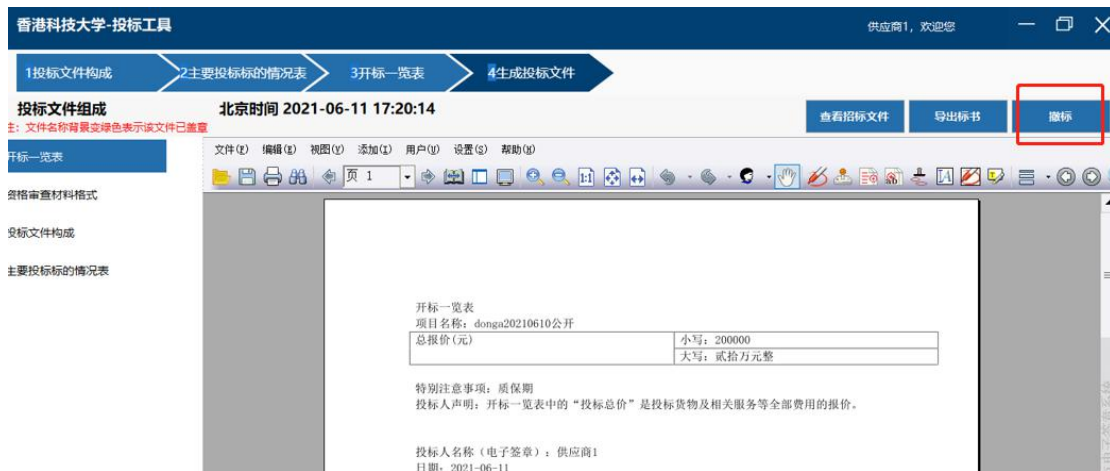 香港科技大学-投标工具
供应商1，欢迎您
1投标文件构成
2主要投标标的情况表
3开标一览表
4生成投标文件
投标文件组成
北京时间 2021-06-11 17:20:14
查看招标文件
导出标书
撤标
注：文件名称背景变绿色表示该文件已盖章
开标一览表
资格审查材料格式
投标文件构成
主要投标标的情况表
文件(F) 编辑(E) 视图(V) 添加(I) 用户(U) 设置(S) 帮助(H)
页 1
1:1
开标一览表
项目名称：donga20210610公开
总报价(元)
小写：200000
大写：贰拾万元整
特别注意事项：质保期
投标人声明：开标一览表中的“投标总价”是投标货物及相关服务等全部费用的报价。
投标人名称（电子签章）：供应商1
日期：2021-06-11